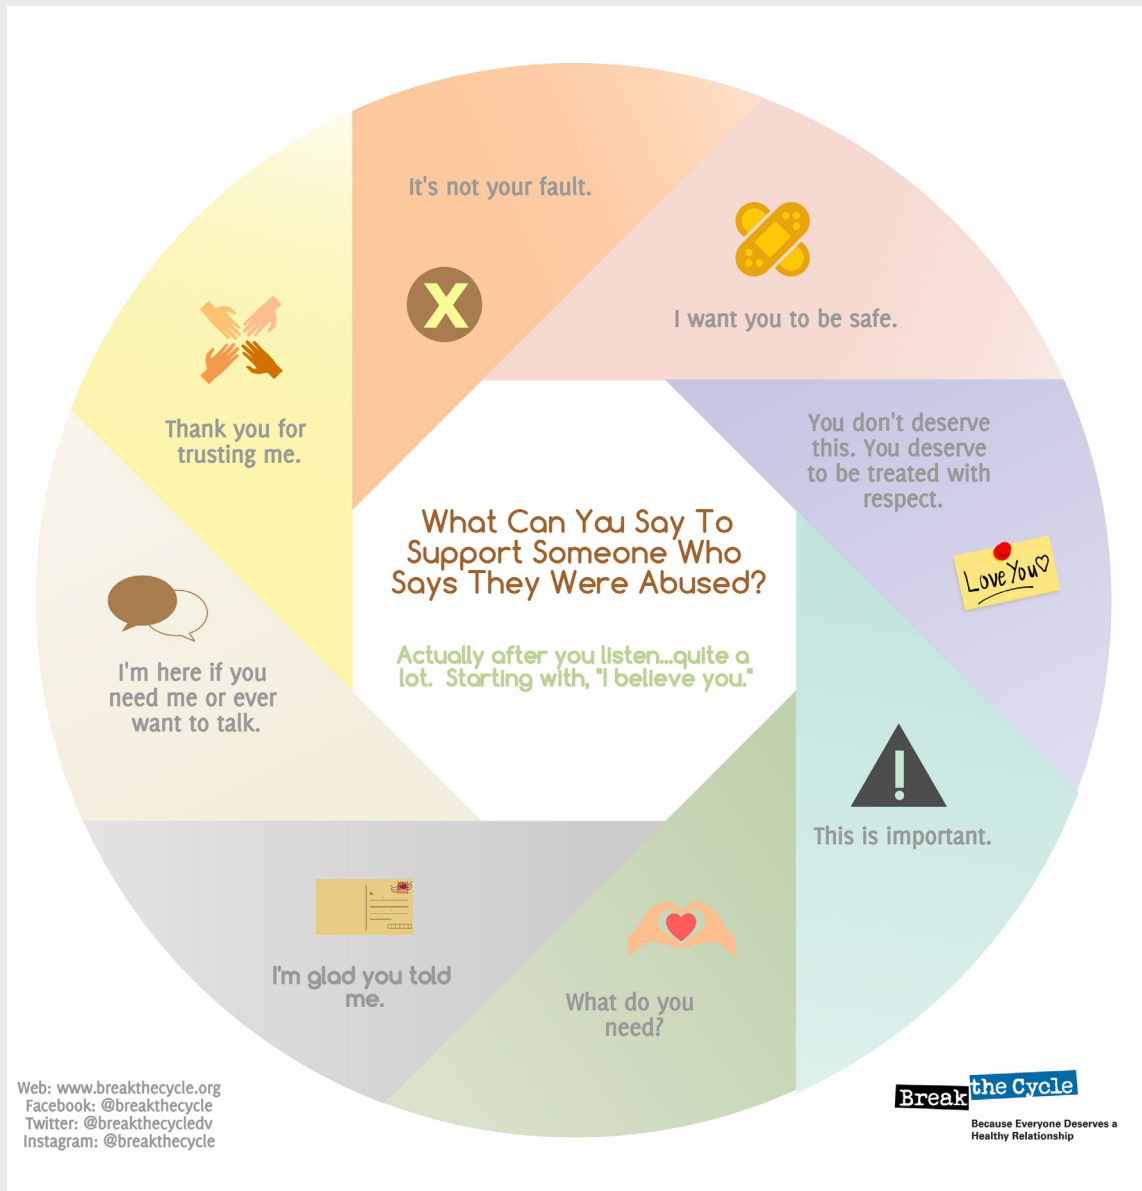 It's not your fault.
X
I want you to be safe.
You don't deserve
this. You deserve
to be treated with
respect.
Love You♡
This is important.
!
What do you
need?
I'm glad you told
me.
I'm here if you
need me or ever
want to talk.
Thank you for
trusting me.
What Can You Say To
Support Someone Who
Says They Were Abused?
Actually after you listen...quite a
lot. Starting with, "I believe you."
Web: www.breakthecycle.org
Facebook: @breakthecycle
Twitter: @breakthecycledv
Instagram: @breakthecycle
Break the Cycle
Because Everyone Deserves a
Healthy Relationship